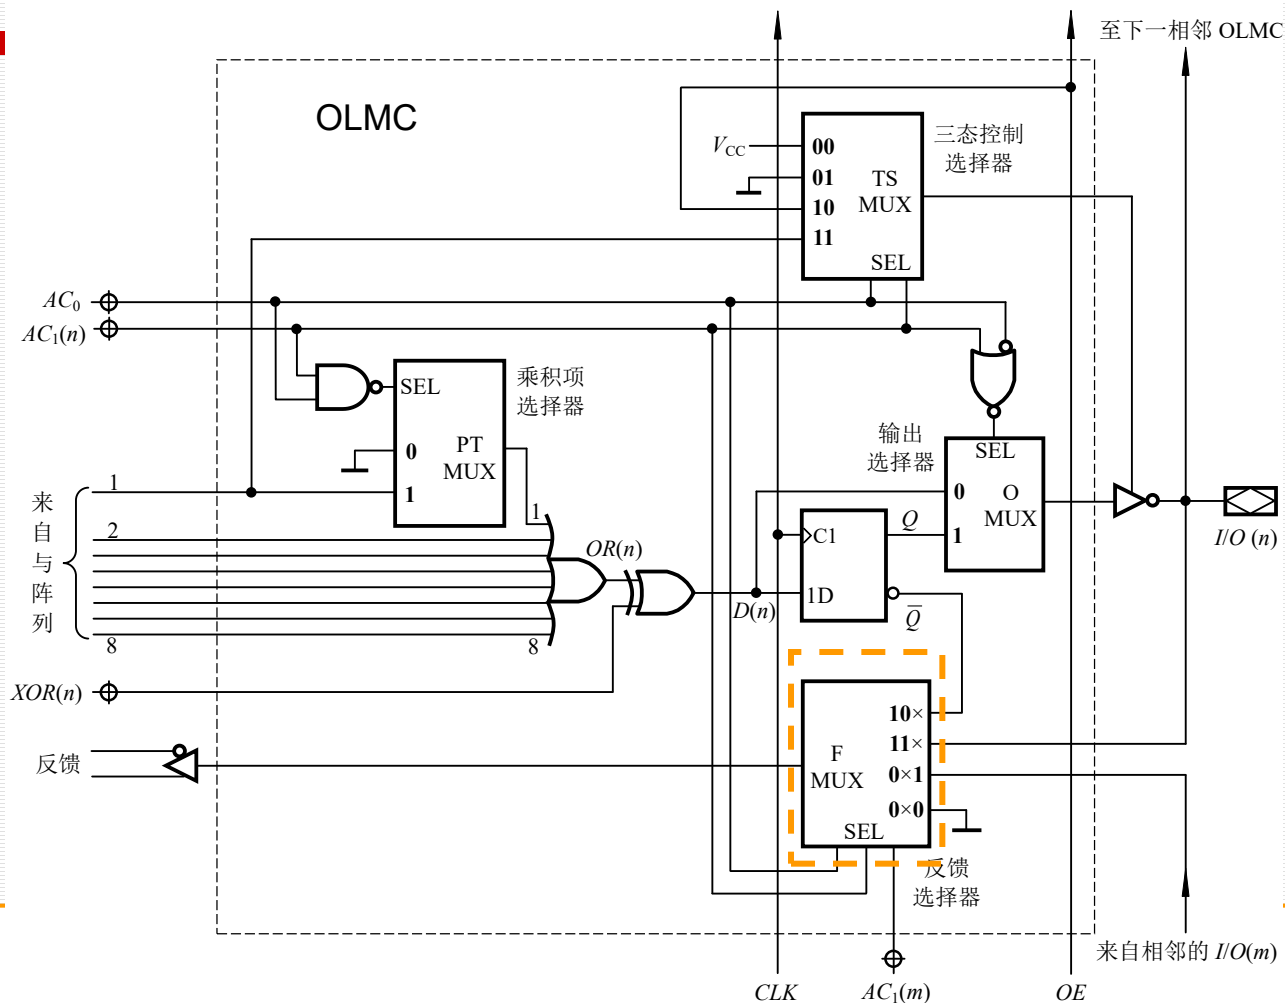 至下一相邻 OLMC
OLMC
三态控制
选择器
V_CC
00
01
10
11
TS
MUX
SEL
AC₀
AC₁(n)
SEL
0
1
PT
MUX
乘积项
选择器
输出
选择器
SEL
0
1
O
MUX
I/O (n)
来自与阵列
1
2
8
1
8
OR(n)
D(n)
C1
1D
Q
Q̅
XOR(n)
反馈
F
MUX
10×
11×
0×1
0×0
SEL
反馈
选择器
来自相邻的 I/O(m)
CLK
AC₁(m)
OE